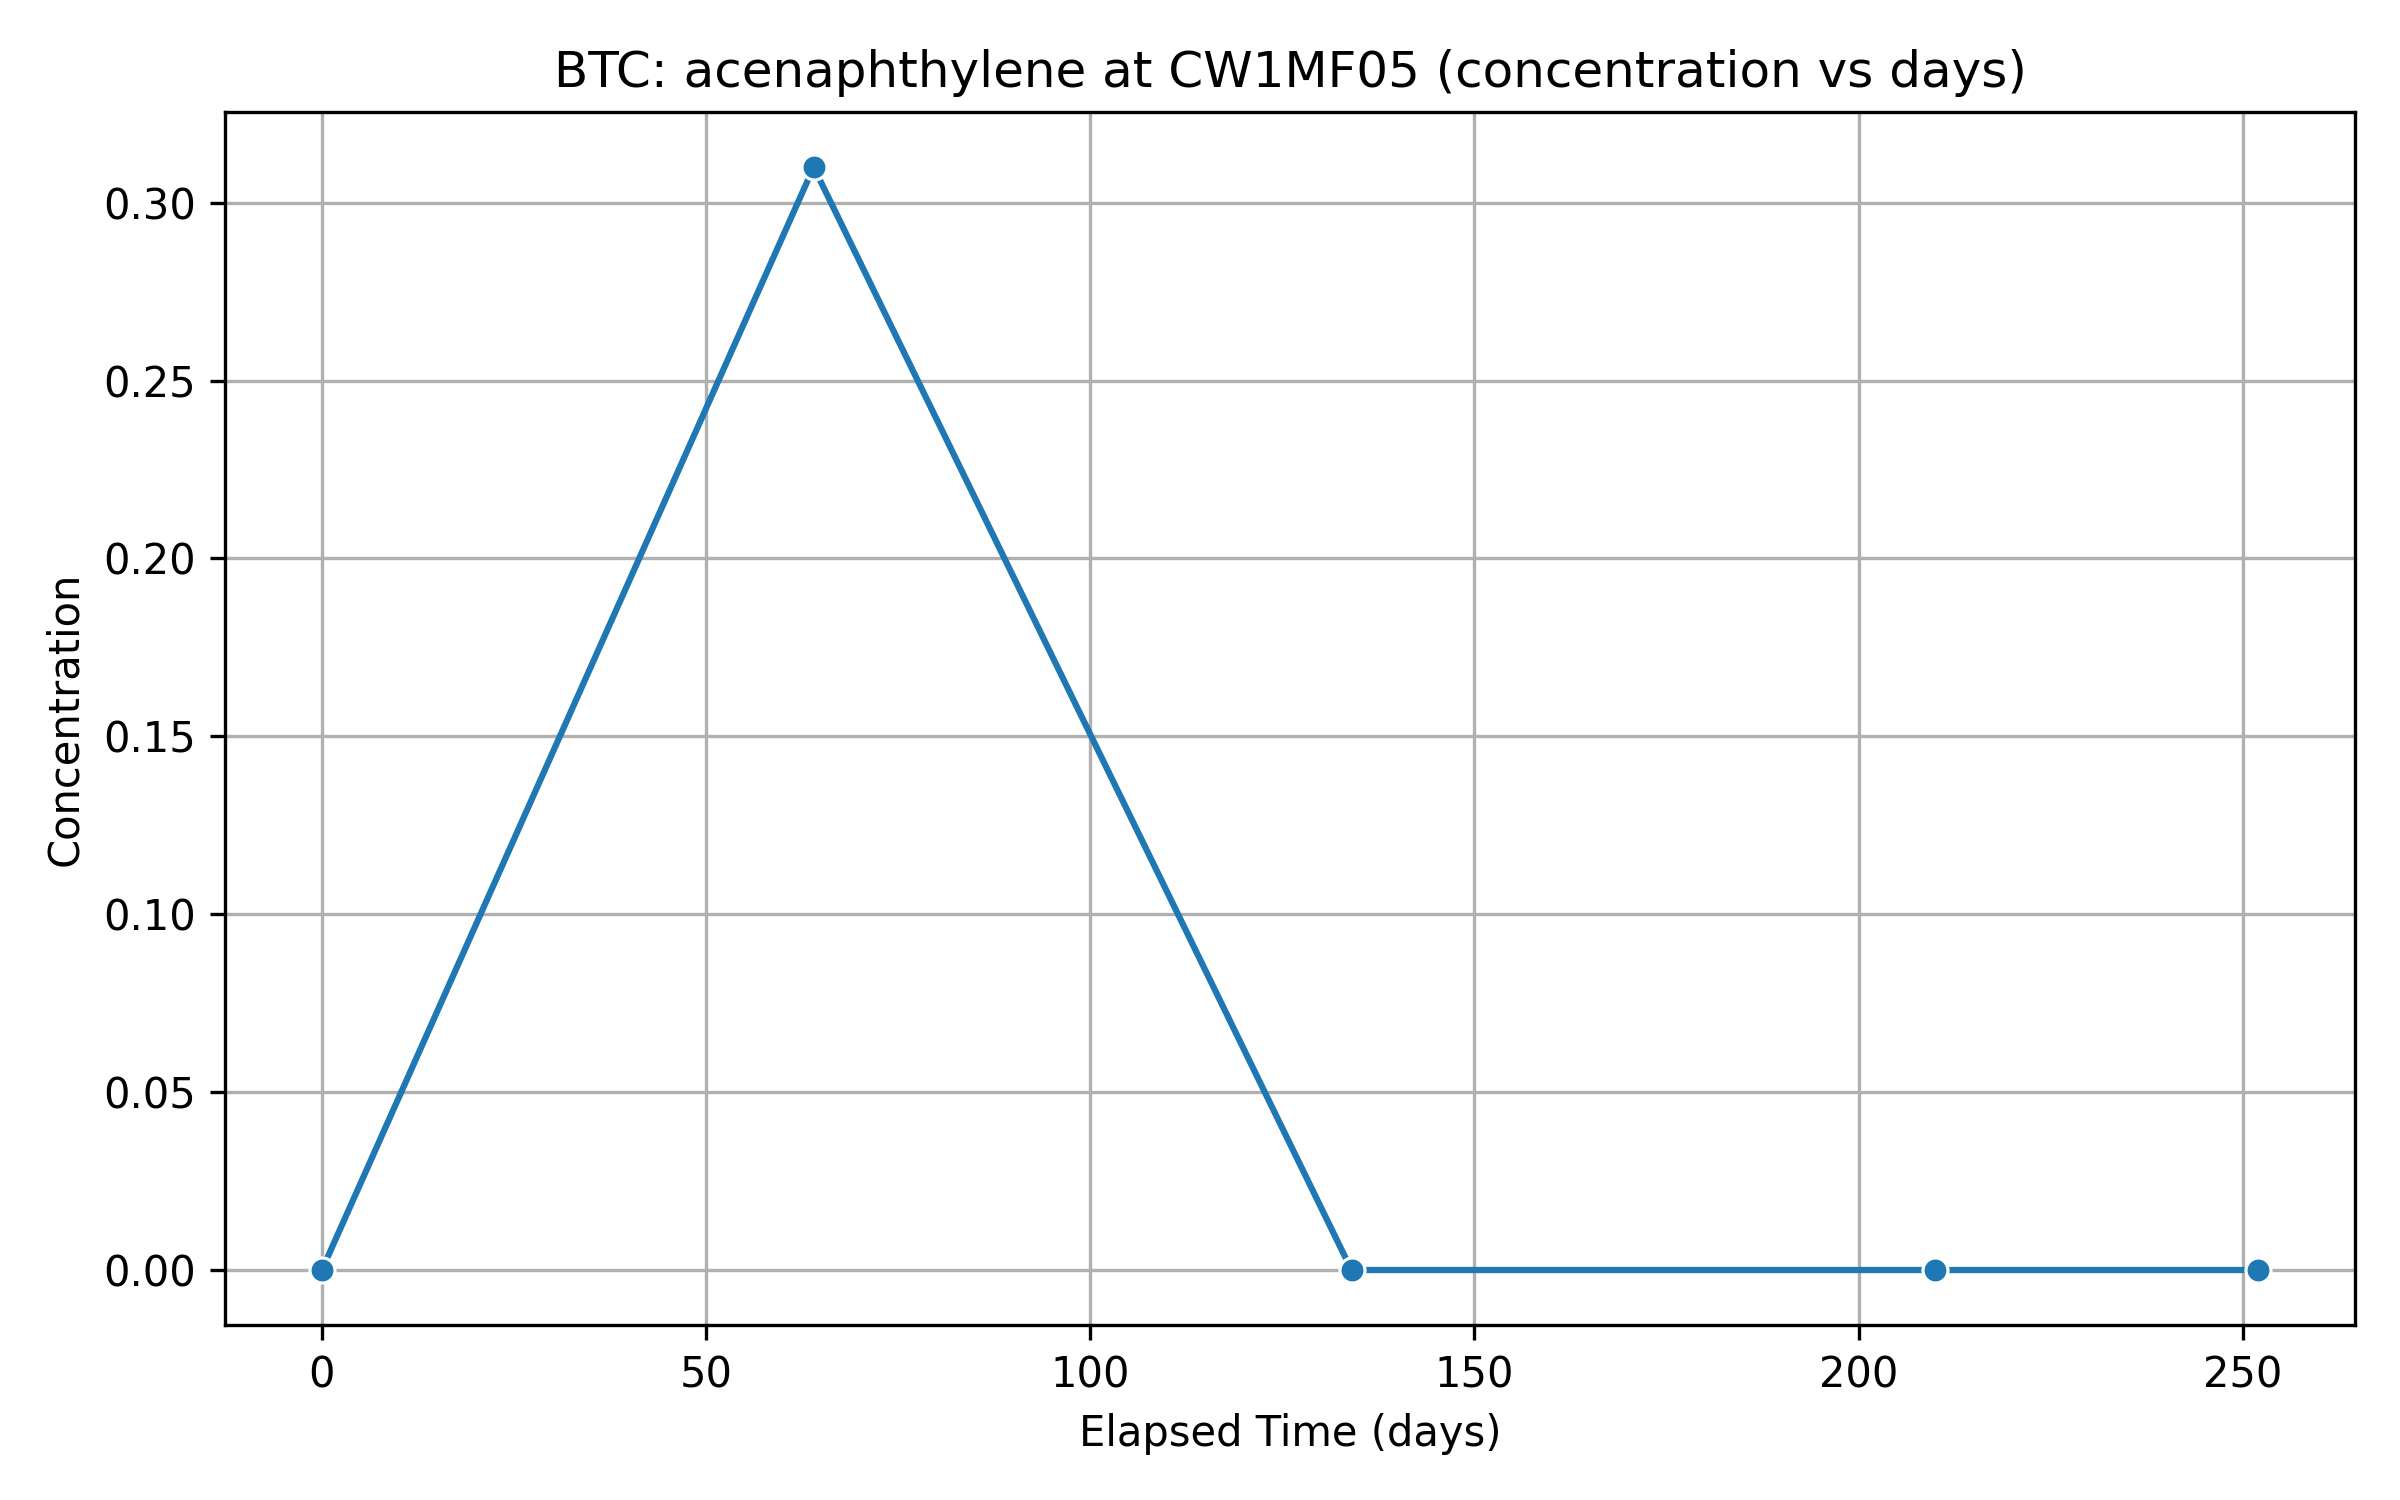 BTC: acenaphthylene at CW1MF05 (concentration vs days)
Concentration
0.30
0.25
0.20
0.15
0.10
0.05
0.00
0 50 100 150 200 250
Elapsed Time (days)